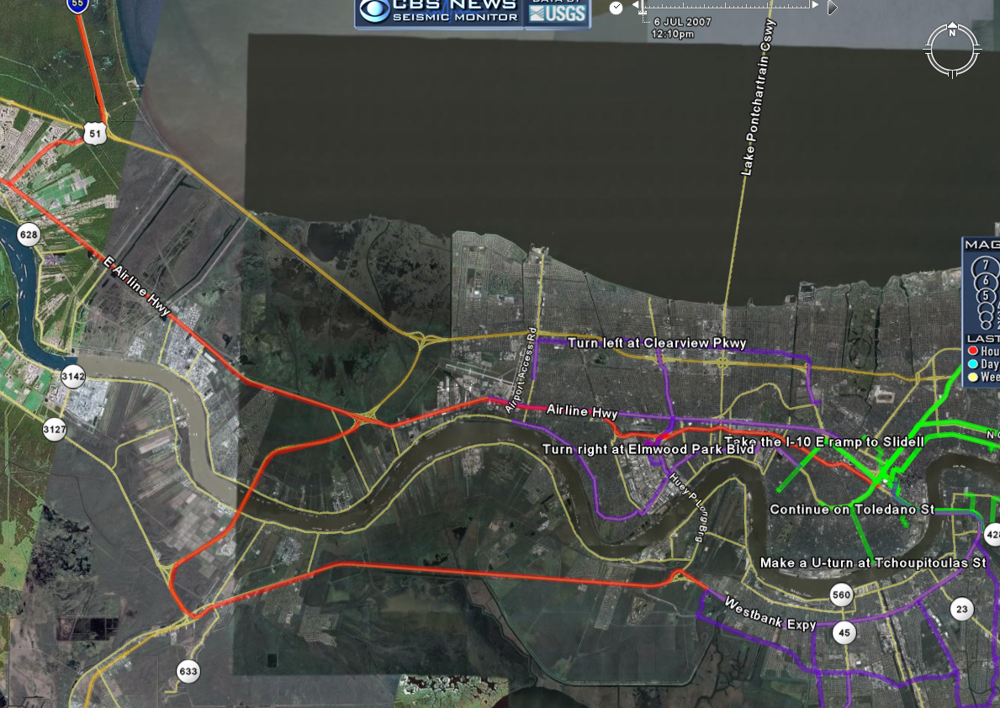 55
CBS NEWS
SEISMIC MONITOR
DATA BY
USGS
6 JUL 2007
12:10pm
N
Lake Pontchartrain Cswy
51
628
E Airline Hwy
MAG
7
6
5
LAST
Hou
Day
Wee
Airport Access Rd
Turn left at Clearview Pkwy
3142
3127
Airline Hwy
Turn right at Elmwood Park Blvd
Take the I-10 E ramp to Slidell
N
Huey P Long Brg
Continue on Toledano St
428
Make a U-turn at Tchoupitoulas St
560
Westbank Expy
23
45
633